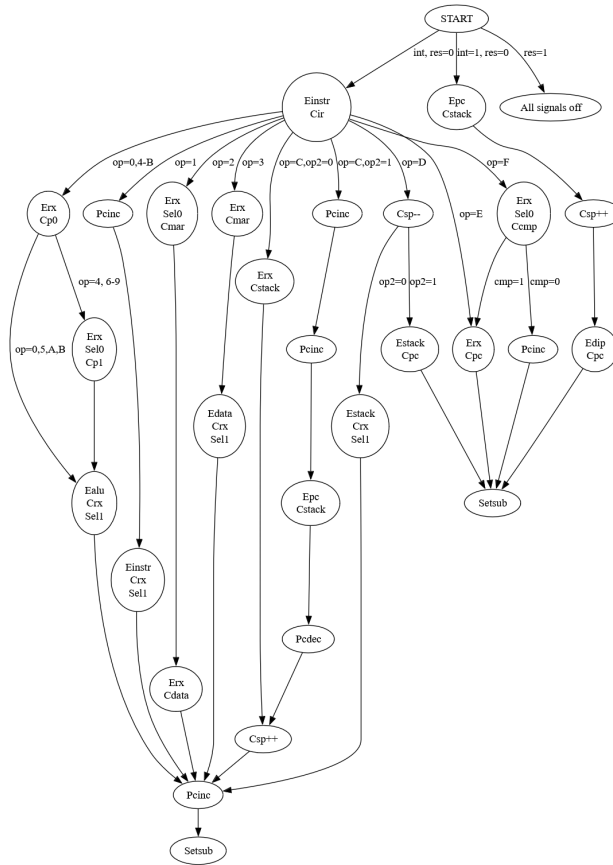 START
int, res=0
int=1, res=0
res=1
Einstr
Cir
Epc
Cstack
All signals off
op=0,4-B
op=1
op=2
op=3
op=C,op2=0
op=C,op2=1
op=D
op=E
op=F
Erx
Cp0
Pcinc
Erx
Sel0
Cmar
Erx
Cmar
Pcinc
Csp--
Erx
Sel0
Ccmp
Csp++
op=4, 6-9
Erx
Cstack
op2=0
op2=1
cmp=1
cmp=0
op=0,5,A,B
Erx
Sel0
Cp1
Pcinc
Estack
Cpc
Erx
Cpc
Pcinc
Edip
Cpc
Edata
Crx
Sel1
Estack
Crx
Sel1
Ealu
Crx
Sel1
Epc
Cstack
Setsub
Einstr
Crx
Sel1
Pcdec
Erx
Cdata
Csp++
Pcinc
Setsub